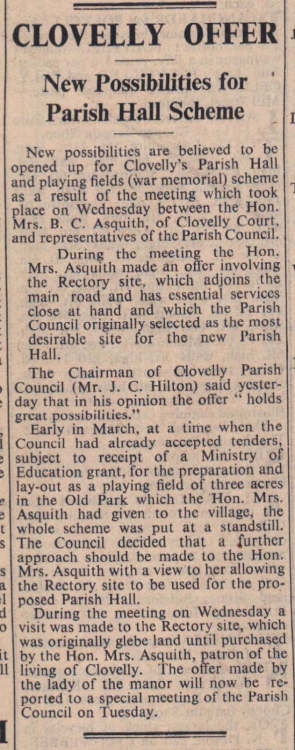 CLOVELLY OFFER
New Possibilities for
Parish Hall Scheme
New possibilities are believed to be
opened up for Clovelly's Parish Hall
and playing fields (war memorial) scheme
as a result of the meeting which took
place on Wednesday between the Hon.
Mrs. B. C. Asquith, of Clovelly Court,
and representatives of the Parish Council.
During the meeting the Hon.
Mrs. Asquith made an offer involving
the Rectory site, which adjoins the
main road and has essential services
close at hand and which the Parish
Council originally selected as the most
desirable site for the new Parish
Hall.
The Chairman of Clovelly Parish
Council (Mr. J. C. Hilton) said yester-
day that in his opinion the offer "holds
great possibilities."
Early in March, at a time when the
Council had already accepted tenders,
subject to receipt of a Ministry of
Education grant, for the preparation and
lay-out as a playing field of three acres
in the Old Park which the Hon. Mrs.
Asquith had given to the village, the
whole scheme was put at a standstill.
The Council decided that a further
approach should be made to the Hon.
Mrs. Asquith with a view to her allowing
the Rectory site to be used for the pro-
posed Parish Hall.
During the meeting on Wednesday a
visit was made to the Rectory site, which
was originally glebe land until purchased
by the Hon. Mrs. Asquith, patron of the
living of Clovelly. The offer made by
the lady of the manor will now be re-
ported to a special meeting of the Parish
Council on Tuesday.